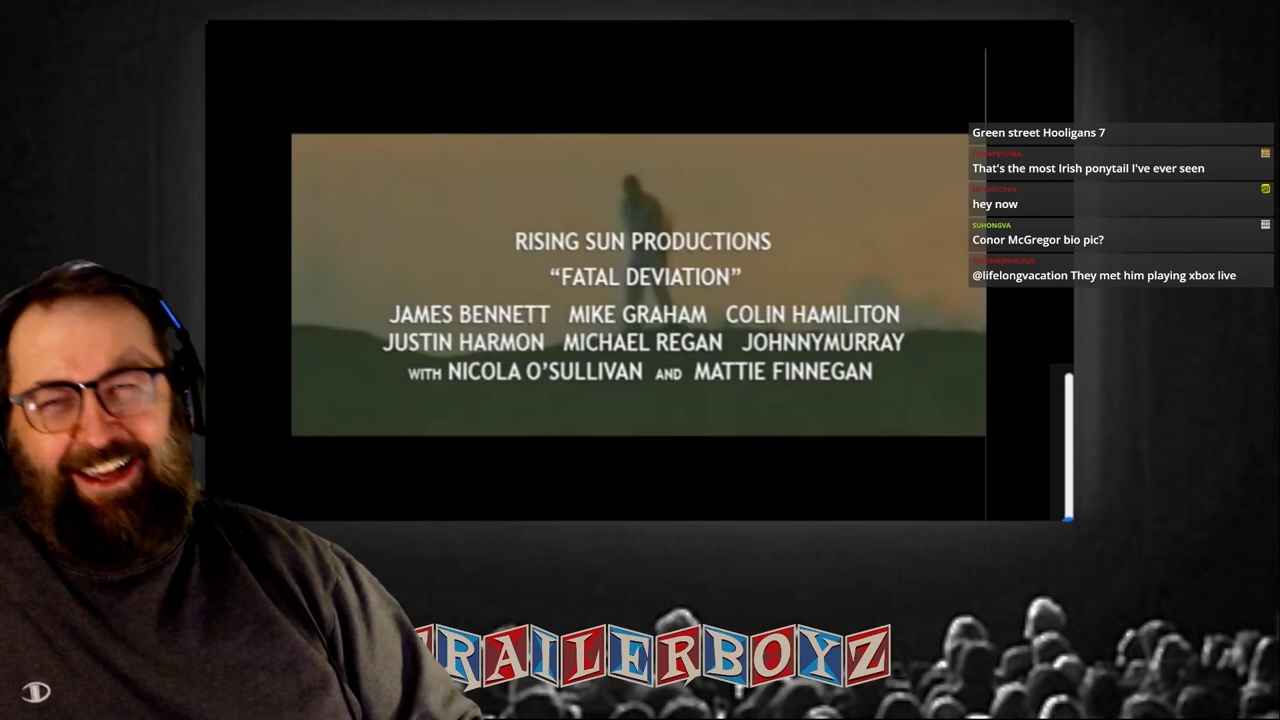 RISING SUN PRODUCTIONS
“FATAL DEVIATION”
JAMES BENNETT MIKE GRAHAM COLIN HAMILITON
JUSTIN HARMON MICHAEL REGAN JOHNNYMURRAY
WITH NICOLA O’SULLIVAN AND MATTIE FINNEGAN
Green street Hooligans 7
That's the most Irish ponytail I've ever seen
hey now
SUHONGVA
Conor McGregor bio pic?
@lifelongvacation They met him playing xbox live
TRAILERBOYZ